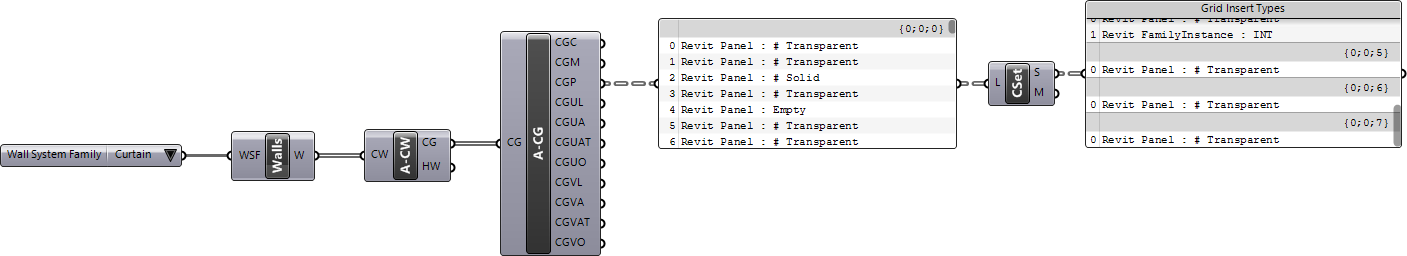 Wall System Family Curtain
WSF Walls W
CW A-CW CG
HW
CG A-CG
CGC
CGM
CGP
CGUL
CGUA
CGUAT
CGUO
CGVL
CGVA
CGVAT
CGVO
{0;0;0}
0 Revit Panel : # Transparent
1 Revit Panel : # Transparent
2 Revit Panel : # Solid
3 Revit Panel : # Transparent
4 Revit Panel : Empty
5 Revit Panel : # Transparent
6 Revit Panel : # Transparent
L CSet S
M
Grid Insert Types
0 Revit Panel : # Transparent
1 Revit FamilyInstance : INT
{0;0;5}
0 Revit Panel : # Transparent
{0;0;6}
0 Revit Panel : # Transparent
{0;0;7}
0 Revit Panel : # Transparent